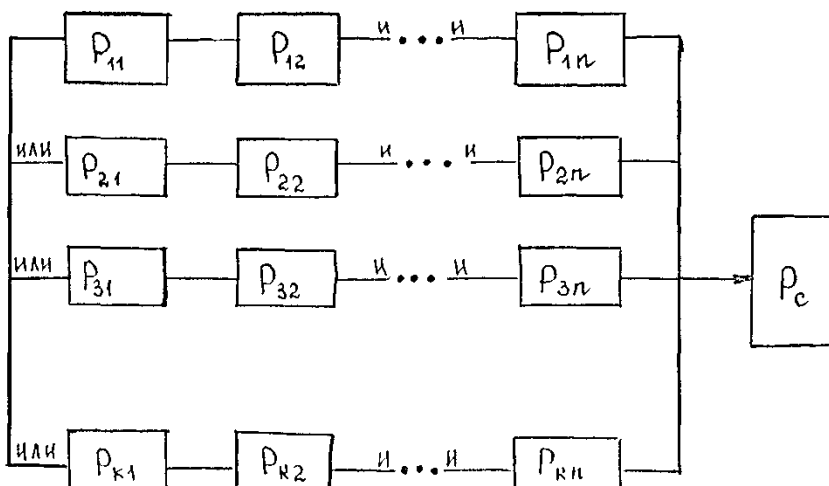 P11 P12 и ••• и P1n
или P21 P22 и ••• и P2n
или P31 P32 и ••• и P3n
Pc
или Pк1 Pк2 и ••• и Pкn